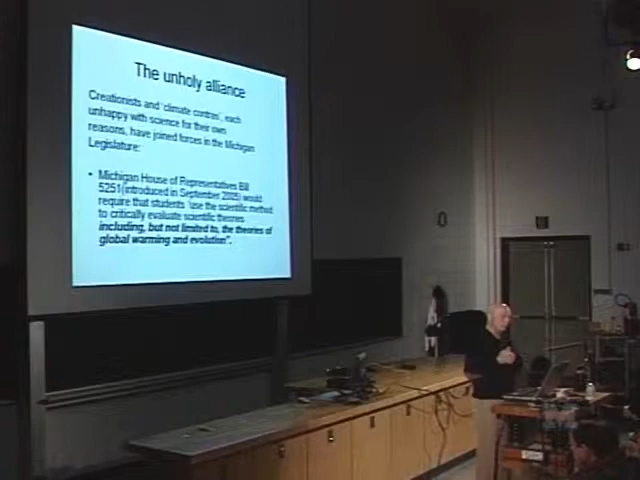 The unholy alliance
Creationists and 'climate contras', each
unhappy with science for their own
reasons, have joined forces in the Michigan
Legislature:
• Michigan House of Representatives Bill
5251(introduced in September 2005) would
require that students 'use the scientific method
to critically evaluate scientific theories
including, but not limited to, the theories of
global warming and evolution".